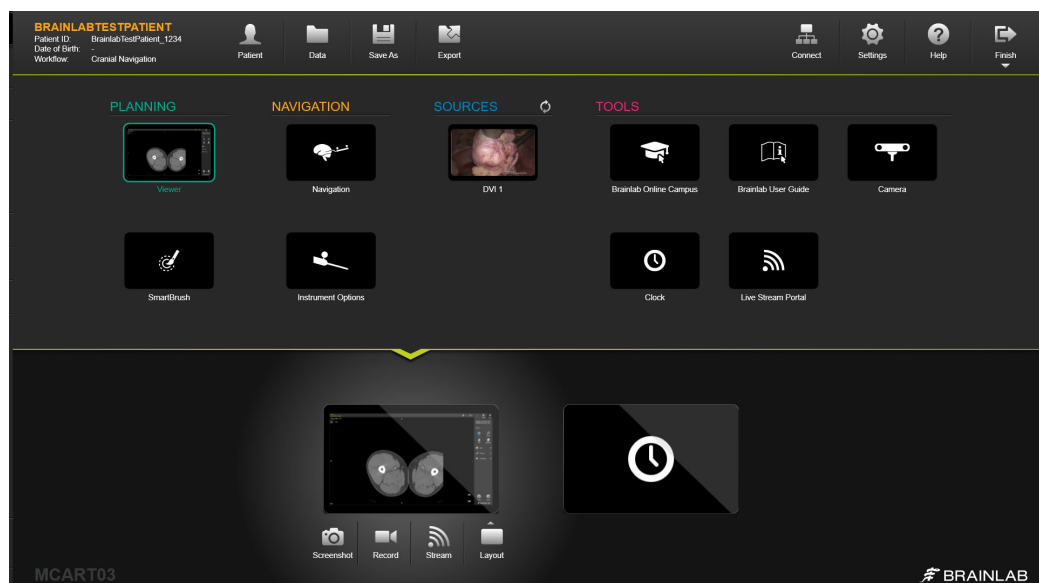 BRAINLABTESTPATIENT
Patient ID: BrainlabTestPatient_1234
Date of Birth: -
Workflow: Cranial Navigation
Patient
Data
Save As
Export
Connect
Settings
Help
Finish
PLANNING
NAVIGATION
SOURCES
TOOLS
Viewer
Navigation
DVI 1
Brainlab Online Campus
Brainlab User Guide
Camera
SmartBrush
Instrument Options
Clock
Live Stream Portal
Screenshot
Record
Stream
Layout
MCART03
BRAINLAB